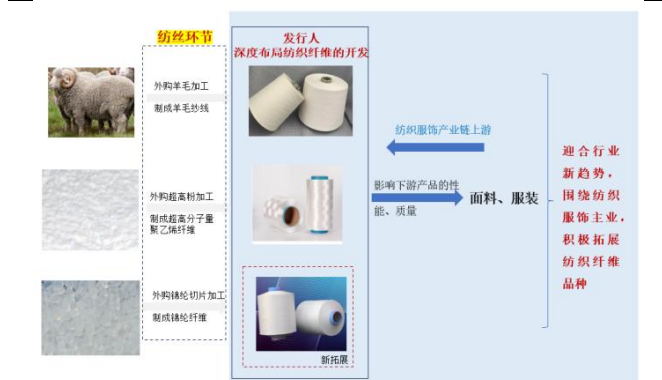 纺丝环节
发行人
深度布局纺织纤维的开发
外购羊毛加工
制成羊毛纱线
外购超高粉加工
制成超高分子量
聚乙烯纤维
外购锦纶切片加工
制成锦纶纤维
新拓展
纺织服饰产业链上游
影响下游产品的性
能、质量
面料、服装
迎合行业
新趋势，
围绕纺织
服饰主业，
积极拓展
纺织纤维
品种